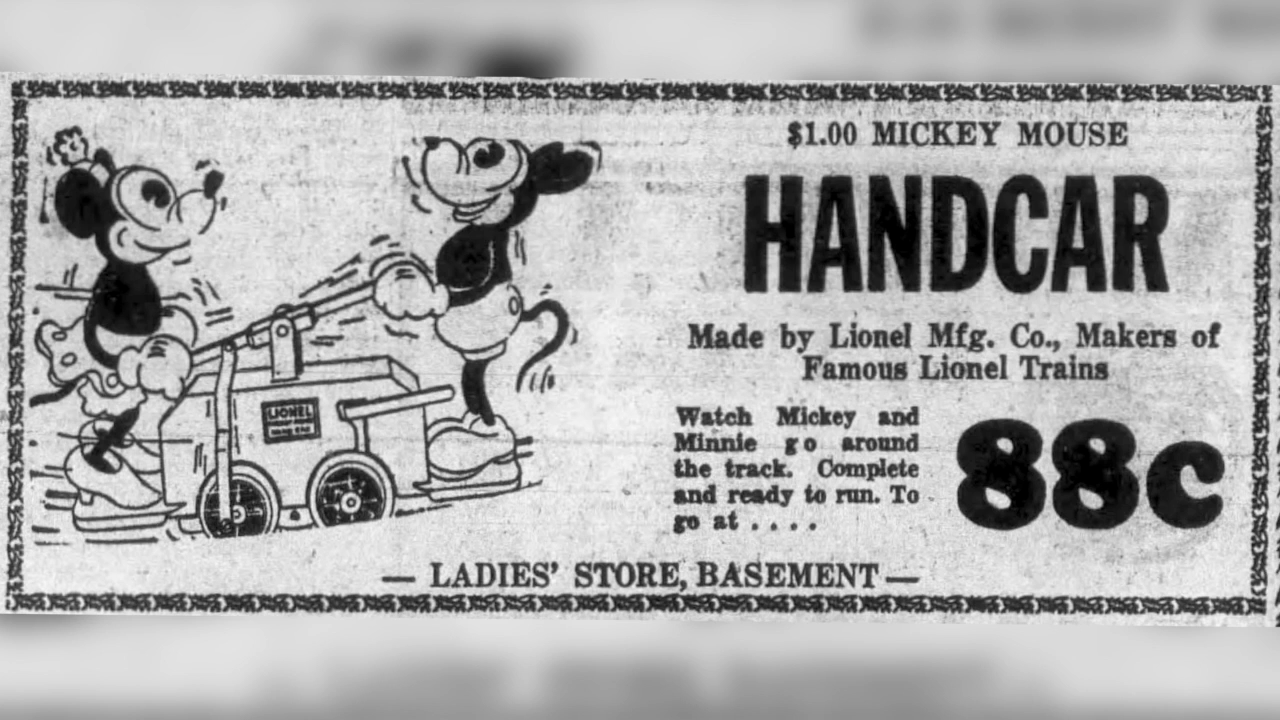 $1.00 MICKEY MOUSE
HANDCAR
Made by Lionel Mfg. Co., Makers of
Famous Lionel Trains
Watch Mickey and
Minnie go around
the track. Complete
and ready to run. To
go at . . . .
88c
LIONEL
— LADIES' STORE, BASEMENT —